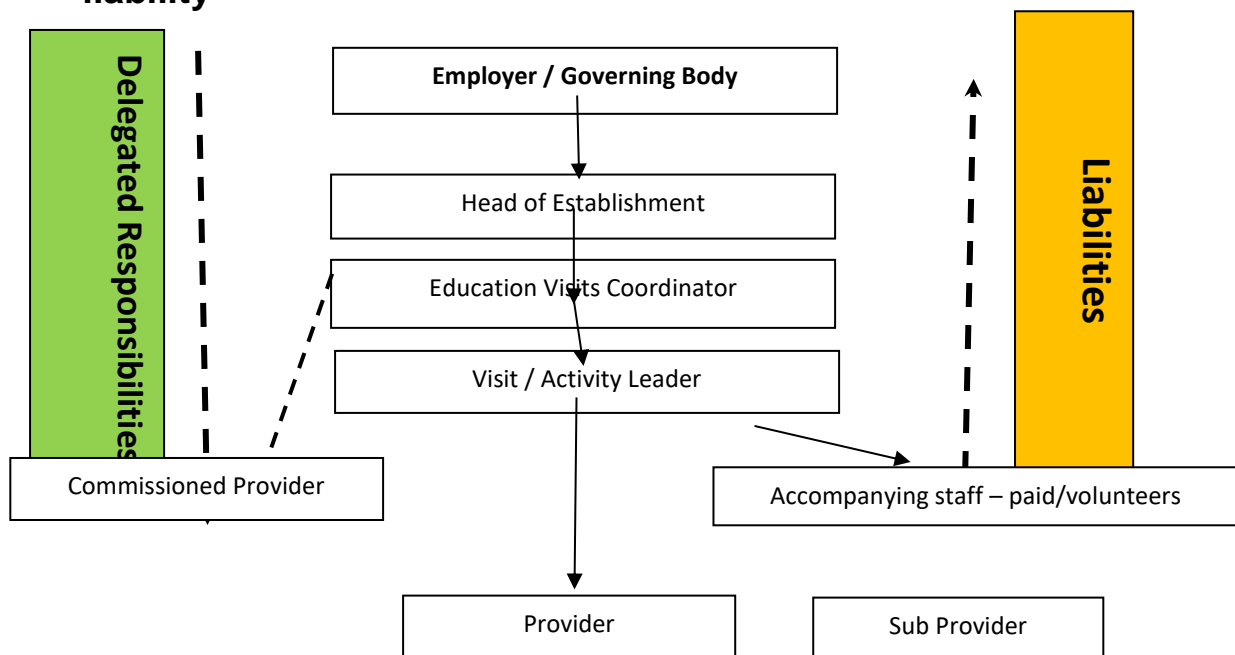 liability
Delegated Responsibilities
Employer / Governing Body
Liabilities
Head of Establishment
Education Visits Coordinator
Visit / Activity Leader
Commissioned Provider
Accompanying staff – paid/volunteers
Provider
Sub Provider